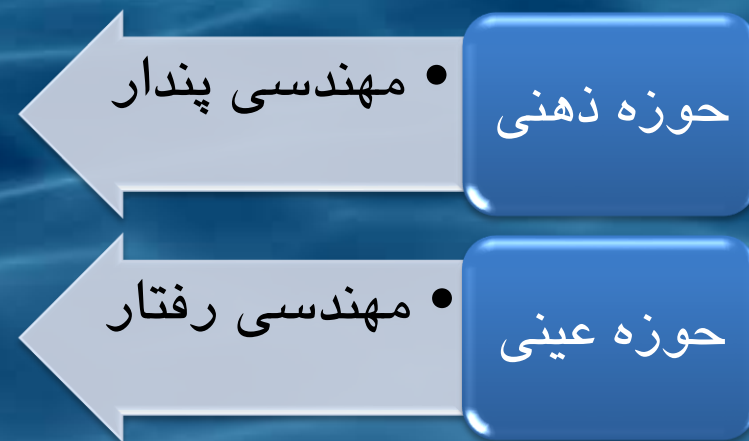 حوزه ذهنی
• مهندسی پندار
حوزه عینی
• مهندسی رفتار